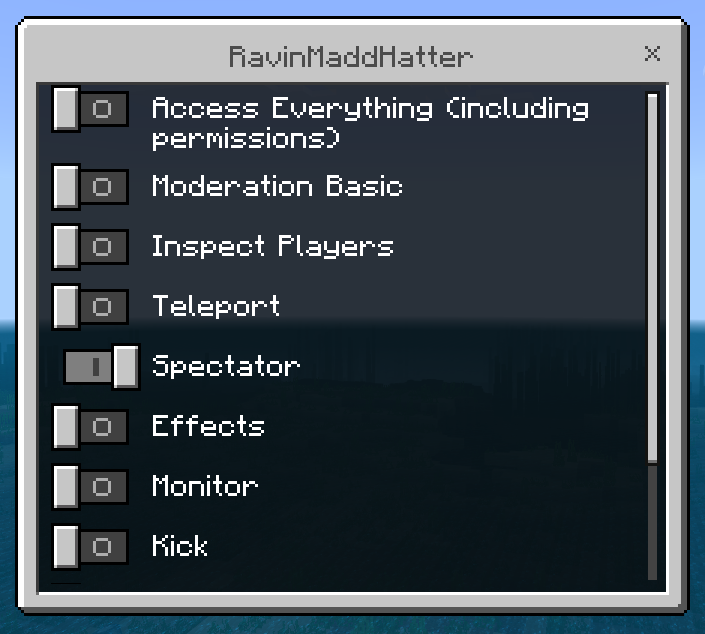 RavinMaddHatter
Access Everything (including
permissions)
Moderation Basic
Inspect Players
Teleport
Spectator
Effects
Monitor
Kick